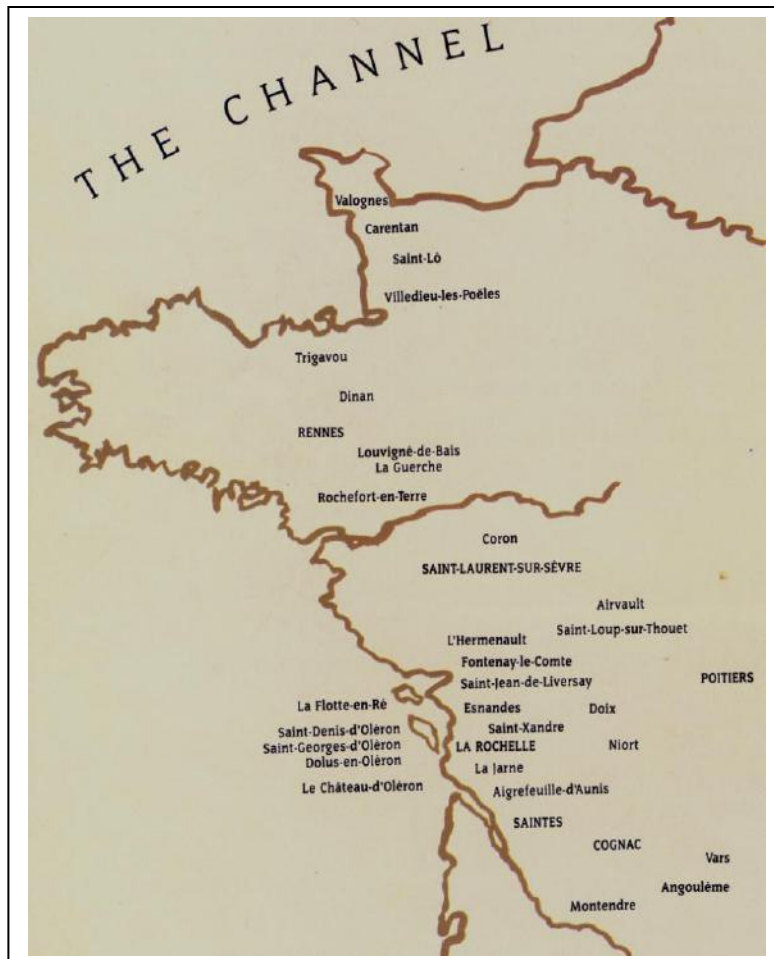 THE CHANNEL
Valognes
Carentan
Saint-Lô
Villedieu-les-Poëles
Trigavou
Dinan
RENNES
Louvigné-de-Bais
La Guerche
Rochefort-en-Terre
Coron
SAINT-LAURENT-SUR-SÈVRE
Airvault
Saint-Loup-sur-Thouet
L'Hermenault
Fontenay-le-Comte
POITIERS
Saint-Jean-de-Liversay
La Flotte-en-Ré
Esnandes
Doix
Saint-Denis-d'Oléron
Saint-Xandre
Saint-Georges-d'Oléron
LA ROCHELLE
Niort
Dolus-en-Oléron
La Jarne
Le Château-d'Oléron
Aigrefeuille-d'Aunis
SAINTES
COGNAC
Vars
Angoulême
Montendre